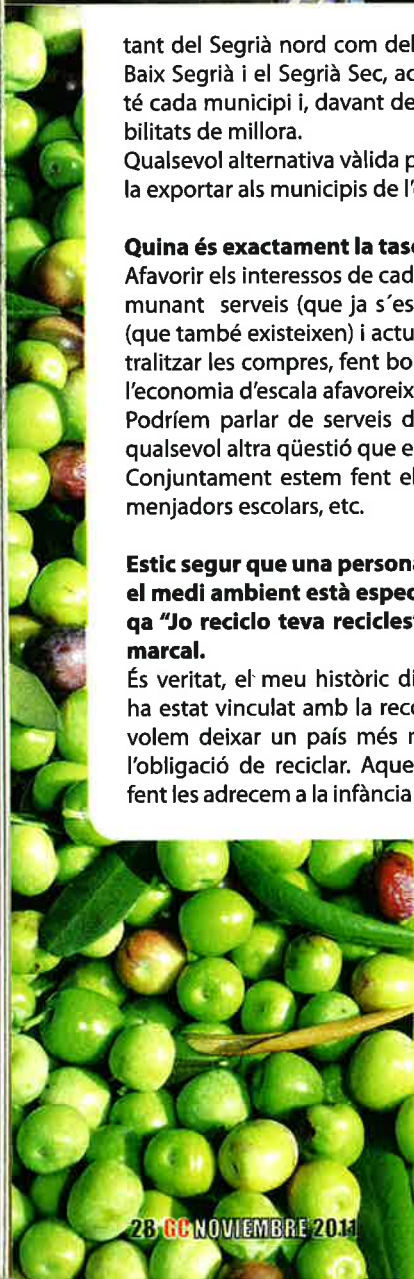 tant del Segrià nord com del
Baix Segrià i el Segrià Sec, ac
té cada municipi i, davant de
bilitats de millora.
Qualsevol alternativa vàlida p
la exportar als municipis de l'
Quina és exactament la tasc
Afavorir els interessos de cad
munant serveis (que ja s´es
(que també existeixen) i actu
tralitzar les compres, fent bo
l'economia d'escala afavoreix
Podríem parlar de serveis d
qualsevol altra qüestió que e
Conjuntament estem fent el
menjadors escolars, etc.
Estic segur que una persona
el medi ambient està espec
qa "Jo reciclo teva recicles
marcal.
És veritat, el meu històric di
ha estat vinculat amb la reco
volem deixar un país més n
l'obligació de reciclar. Aque
fent les adrecem a la infància
28 GC NOVIEMBRE 2011